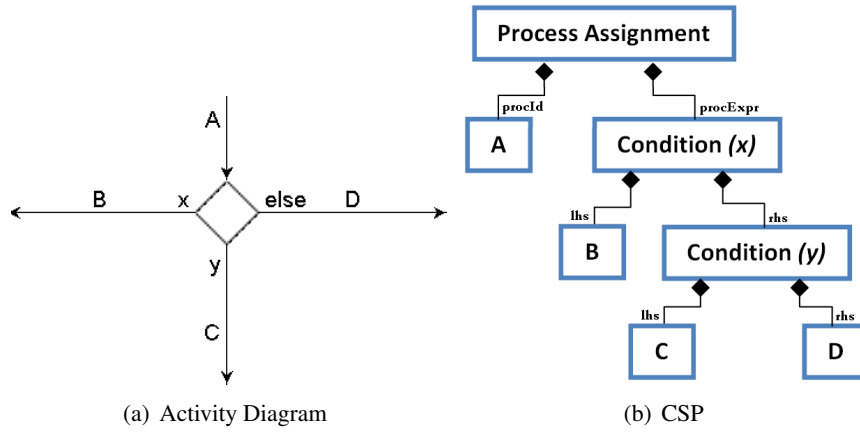 A
B
x
else
D
y
C
(a) Activity Diagram
Process Assignment
procId
procExpr
A
Condition (x)
lhs
rhs
B
Condition (y)
lhs
rhs
C
D
(b) CSP